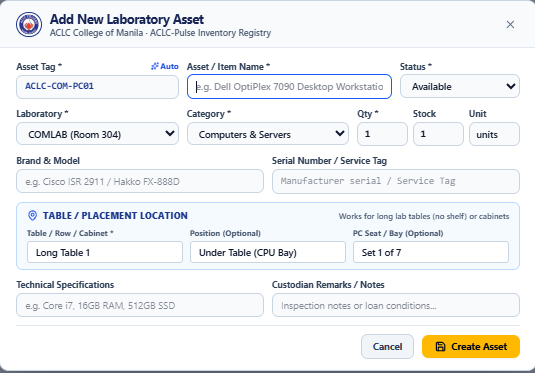 Add New Laboratory Asset
ACLC College of Manila · ACLC-Pulse Inventory Registry
Asset Tag *
Auto
Asset / Item Name *
Status *
ACLC-COM-PC01
e.g. Dell OptiPlex 7090 Desktop Workstatio
Available
Laboratory *
Category *
Qty *
Stock
Unit
COMLAB (Room 304)
Computers & Servers
1
1
units
Brand & Model
Serial Number / Service Tag
e.g. Cisco ISR 2911 / Hakko FX-888D
Manufacturer serial / Service Tag
TABLE / PLACEMENT LOCATION
Works for long lab tables (no shelf) or cabinets
Table / Row / Cabinet *
Position (Optional)
PC Seat / Bay (Optional)
Long Table 1
Under Table (CPU Bay)
Set 1 of 7
Technical Specifications
Custodian Remarks / Notes
e.g. Core i7, 16GB RAM, 512GB SSD
Inspection notes or loan conditions...
Cancel
Create Asset